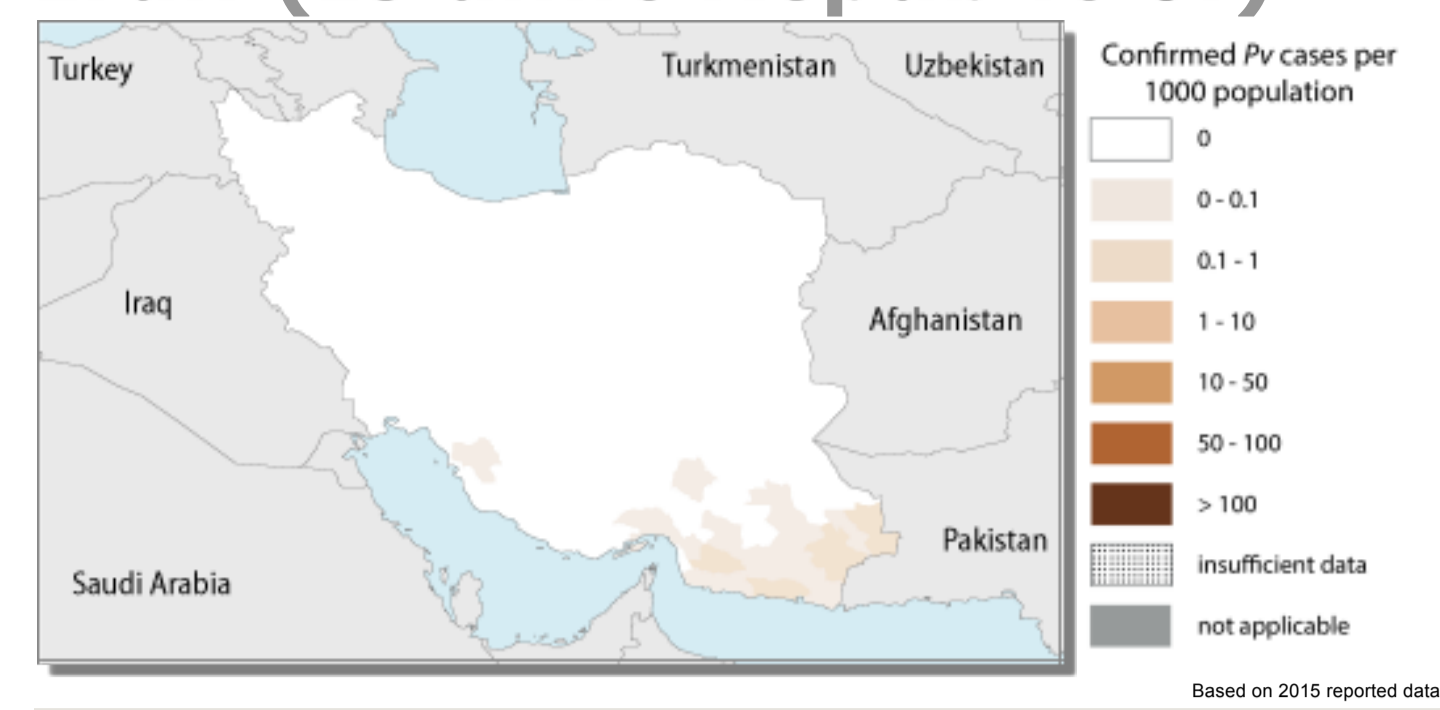 Turkey
Turkmenistan
Uzbekistan
Iraq
Afghanistan
Pakistan
Saudi Arabia
Confirmed Pv cases per
1000 population
0
0 - 0.1
0.1 - 1
1 - 10
10 - 50
50 - 100
> 100
insufficient data
not applicable
Based on 2015 reported data